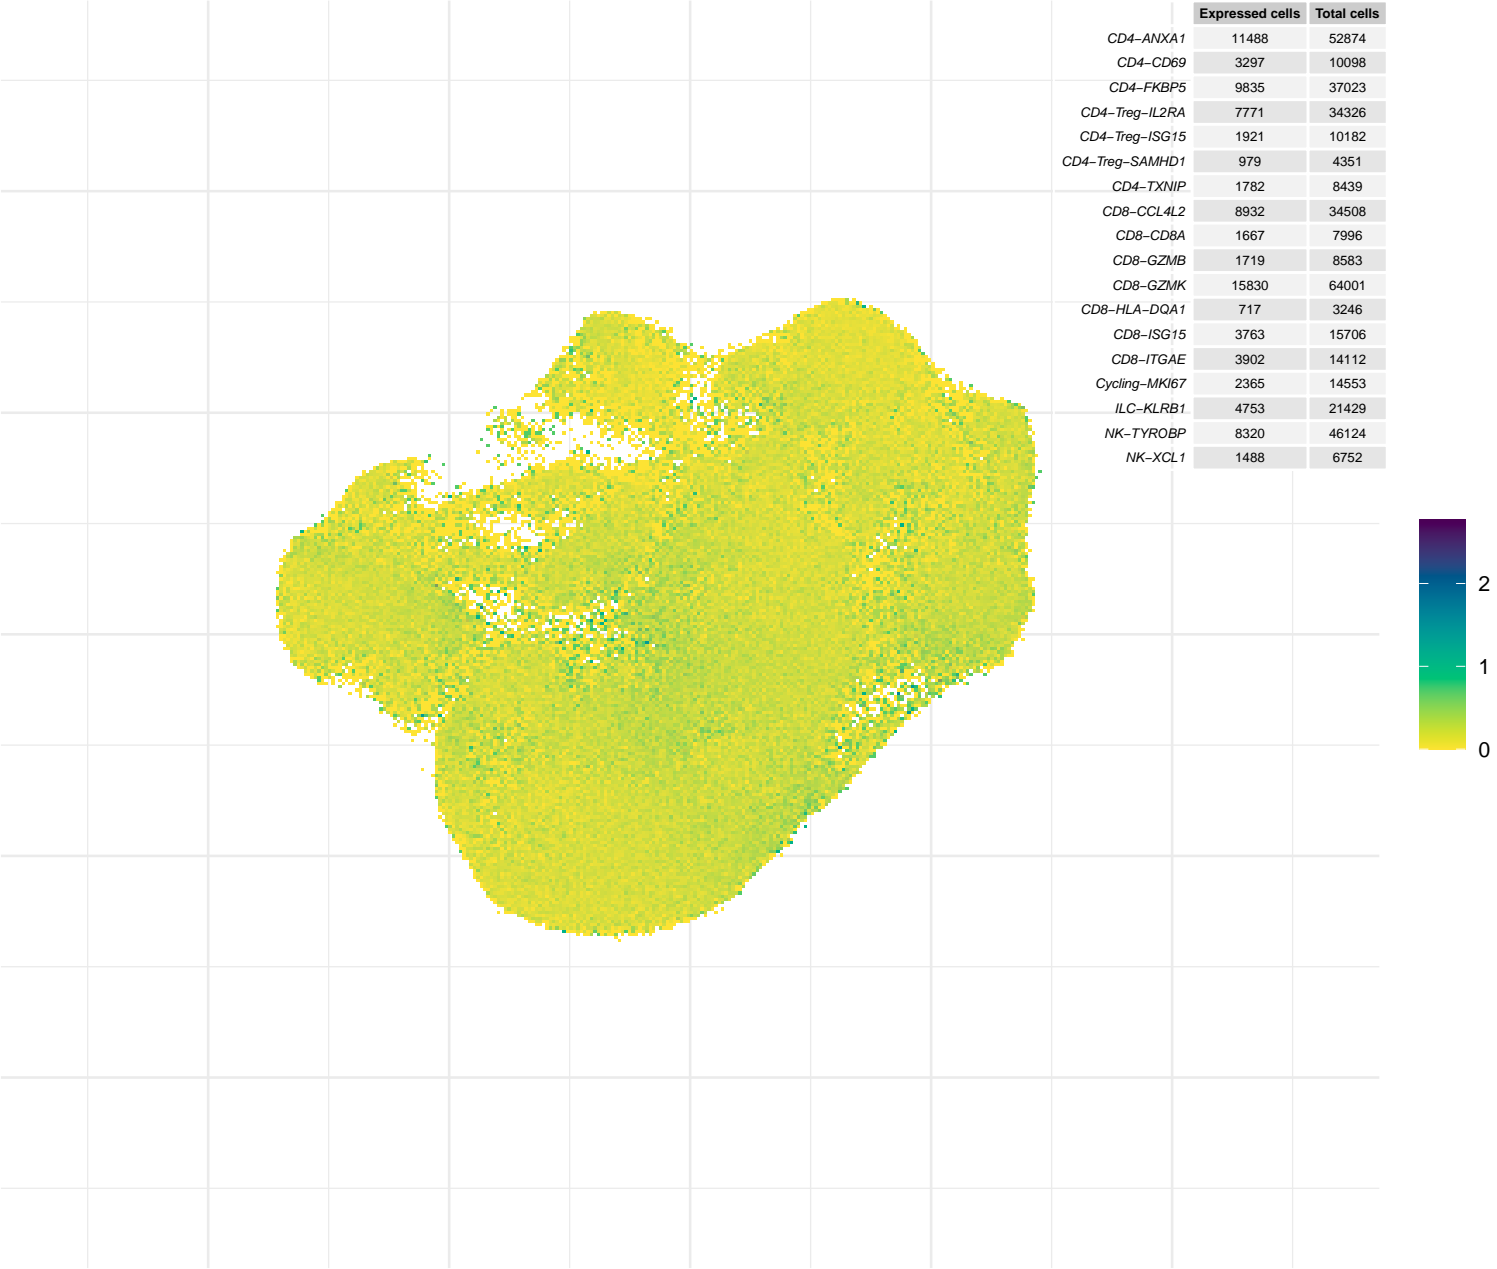 Expressed cells Total cells
CD4−ANXA1 11488 52874
CD4−CD69 3297 10098
CD4−FKBP5 9835 37023
CD4−Treg−IL2RA 7771 34326
CD4−Treg−ISG15 1921 10182
CD4−Treg−SAMHD1 979 4351
CD4−TXNIP 1782 8439
CD8−CCL4L2 8932 34508
CD8−CD8A 1667 7996
CD8−GZMB 1719 8583
CD8−GZMK 15830 64001
CD8−HLA−DQA1 717 3246
CD8−ISG15 3763 15706
CD8−ITGAE 3902 14112
Cycling−MKI67 2365 14553
ILC−KLRB1 4753 21429
NK−TYROBP 8320 46124
NK−XCL1 1488 6752
2
1
0